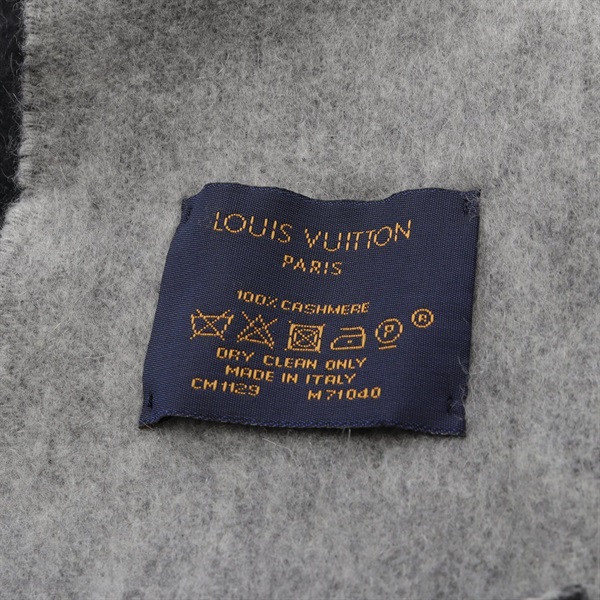 LOUIS VUITTON
PARIS
100% CASHMERE
P ®
DRY CLEAN ONLY
MADE IN ITALY
CM1129 M71040